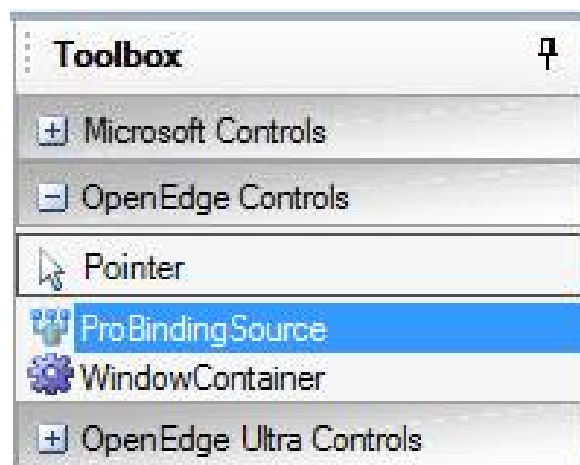 Toolbox
Microsoft Controls
OpenEdge Controls
Pointer
ProBindingSource
WindowContainer
OpenEdge Ultra Controls